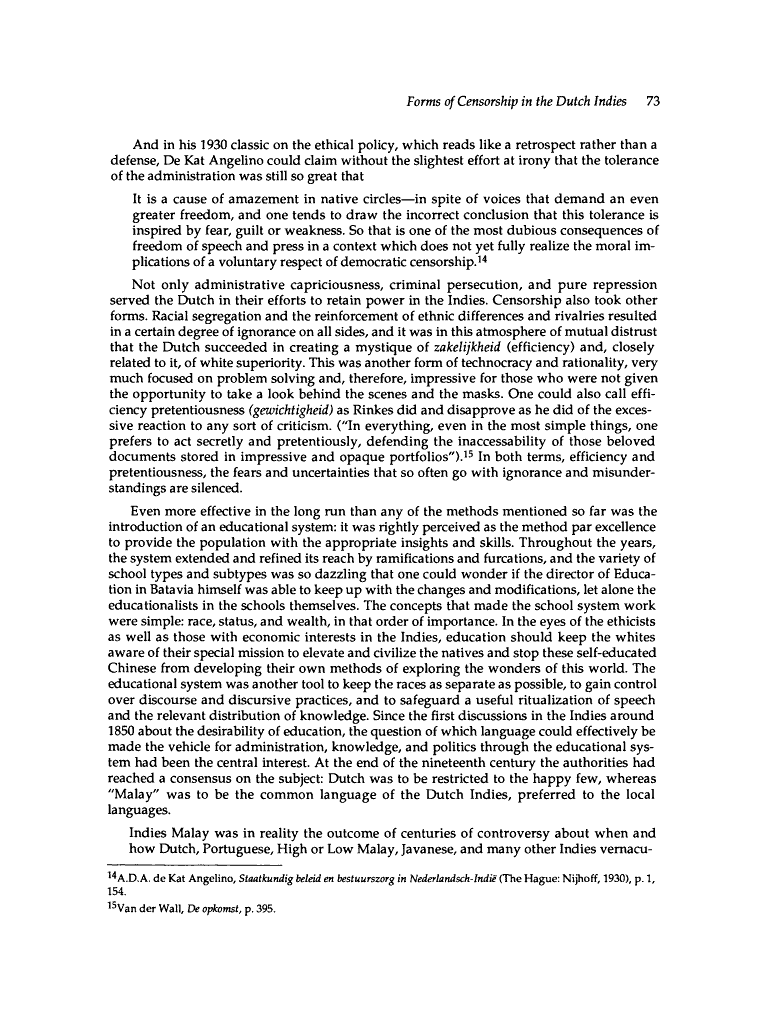 Forms of Censorship in the Dutch Indies 73
And in his 1930 classic on the ethical policy, which reads like a retrospect rather than a
defense, De Kat Angelino could claim without the slightest effort at irony that the tolerance
of the administration was still so great that
It is a cause of amazement in native circles—in spite of voices that demand an even
greater freedom, and one tends to draw the incorrect conclusion that this tolerance is
inspired by fear, guilt or weakness. So that is one of the most dubious consequences of
freedom of speech and press in a context which does not yet fully realize the moral im-
plications of a voluntary respect of democratic censorship.14
Not only administrative capriciousness, criminal persecution, and pure repression
served the Dutch in their efforts to retain power in the Indies. Censorship also took other
forms. Racial segregation and the reinforcement of ethnic differences and rivalries resulted
in a certain degree of ignorance on all sides, and it was in this atmosphere of mutual distrust
that the Dutch succeeded in creating a mystique of zakelijkheid (efficiency) and, closely
related to it, of white superiority. This was another form of technocracy and rationality, very
much focused on problem solving and, therefore, impressive for those who were not given
the opportunity to take a look behind the scenes and the masks. One could also call effi-
ciency pretentiousness (gewichtigheid) as Rinkes did and disapprove as he did of the exces-
sive reaction to any sort of criticism. ("In everything, even in the most simple things, one
prefers to act secretly and pretentiously, defending the inaccessability of those beloved
documents stored in impressive and opaque portfolios").15 In both terms, efficiency and
pretentiousness, the fears and uncertainties that so often go with ignorance and misunder-
standings are silenced.
Even more effective in the long run than any of the methods mentioned so far was the
introduction of an educational system: it was rightly perceived as the method par excellence
to provide the population with the appropriate insights and skills. Throughout the years,
the system extended and refined its reach by ramifications and furcations, and the variety of
school types and subtypes was so dazzling that one could wonder if the director of Educa-
tion in Batavia himself was able to keep up with the changes and modifications, let alone the
educationalists in the schools themselves. The concepts that made the school system work
were simple: race, status, and wealth, in that order of importance. In the eyes of the ethicists
as well as those with economic interests in the Indies, education should keep the whites
aware of their special mission to elevate and civilize the natives and stop these self-educated
Chinese from developing their own methods of exploring the wonders of this world. The
educational system was another tool to keep the races as separate as possible, to gain control
over discourse and discursive practices, and to safeguard a useful ritualization of speech
and the relevant distribution of knowledge. Since the first discussions in the Indies around
1850 about the desirability of education, the question of which language could effectively be
made the vehicle for administration, knowledge, and politics through the educational sys-
tem had been the central interest. At the end of the nineteenth century the authorities had
reached a consensus on the subject: Dutch was to be restricted to the happy few, whereas
"Malay" was to be the common language of the Dutch Indies, preferred to the local
languages.
Indies Malay was in reality the outcome of centuries of controversy about when and
how Dutch, Portuguese, High or Low Malay, Javanese, and many other Indies vernacu-
14A.D.A. de Kat Angelino, Staatkundig beleid en bestuurszorg in Nederlandsch-Indië (The Hague: Nijhoff, 1930), p. 1,
154.
15Van der Wall, De opkomst, p. 395.